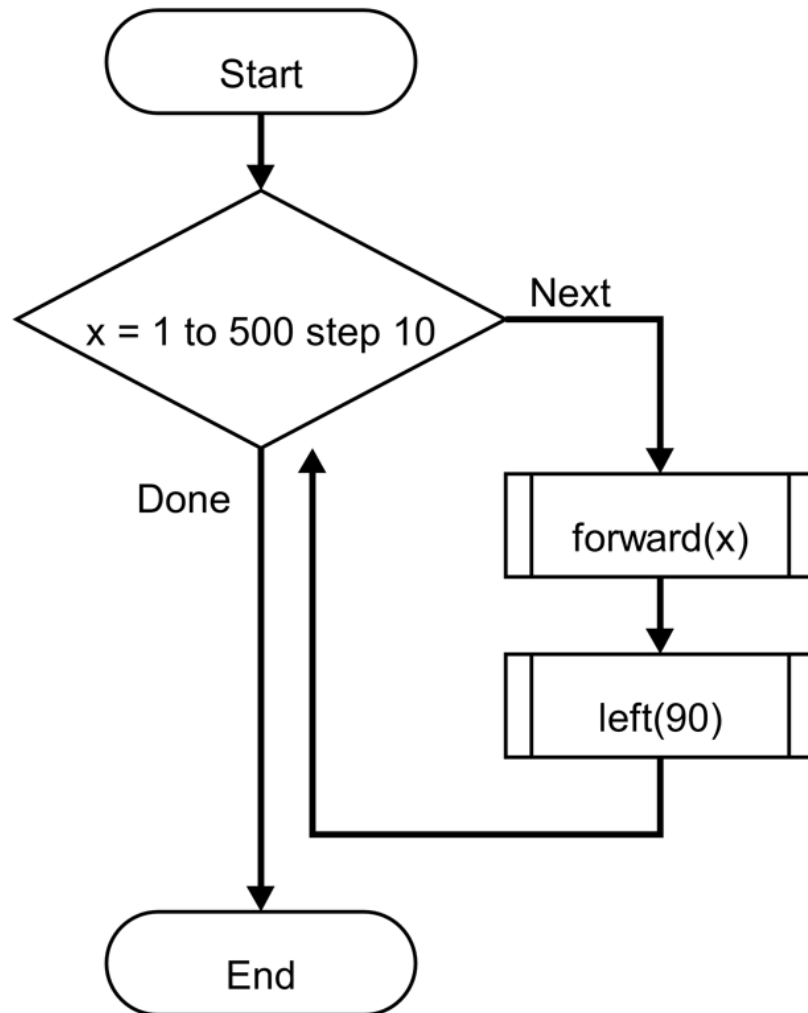 Start
x = 1 to 500 step 10
Next
Done
forward(x)
left(90)
End